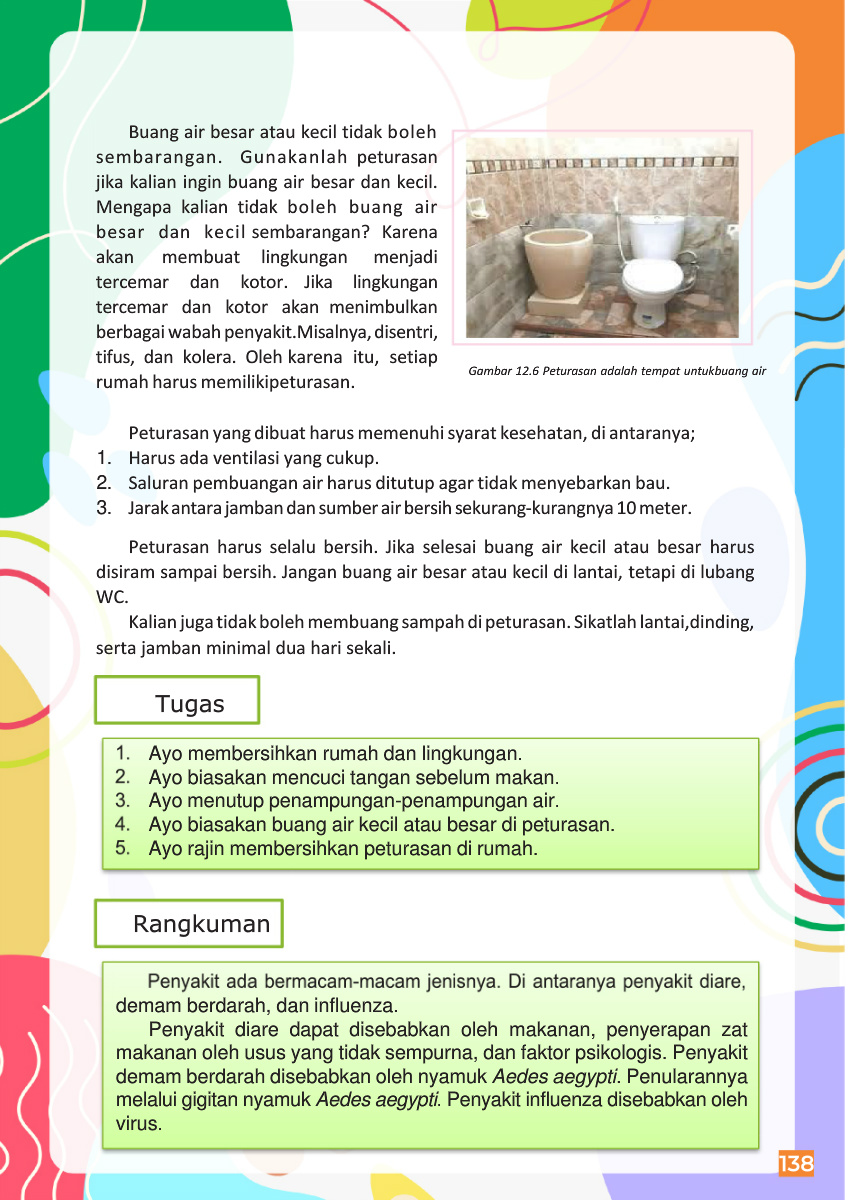 Buang air besar atau kecil tidak boleh
sembarangan. Gunakanlah peturasan
jika kalian ingin buang air besar dan kecil.
Mengapa kalian tidak boleh buang air
besar dan kecil sembarangan? Karena
akan membuat lingkungan menjadi
tercemar dan kotor. Jika lingkungan
tercemar dan kotor akan menimbulkan
berbagai wabah penyakit.Misalnya, disentri,
tifus, dan kolera. Oleh karena itu, setiap
rumah harus memilikipeturasan.
Gambar 12.6 Peturasan adalah tempat untukbuang air
Peturasan yang dibuat harus memenuhi syarat kesehatan, di antaranya;
1. Harus ada ventilasi yang cukup.
2. Saluran pembuangan air harus ditutup agar tidak menyebarkan bau.
3. Jarak antara jamban dan sumber air bersih sekurang-kurangnya 10 meter.
Peturasan harus selalu bersih. Jika selesai buang air kecil atau besar harus
disiram sampai bersih. Jangan buang air besar atau kecil di lantai, tetapi di lubang
WC.
Kalian juga tidak boleh membuang sampah di peturasan. Sikatlah lantai,dinding,
serta jamban minimal dua hari sekali.
Tugas
1. Ayo membersihkan rumah dan lingkungan.
2. Ayo biasakan mencuci tangan sebelum makan.
3. Ayo menutup penampungan-penampungan air.
4. Ayo biasakan buang air kecil atau besar di peturasan.
5. Ayo rajin membersihkan peturasan di rumah.
Rangkuman
Penyakit ada bermacam-macam jenisnya. Di antaranya penyakit diare,
demam berdarah, dan influenza.
Penyakit diare dapat disebabkan oleh makanan, penyerapan zat
makanan oleh usus yang tidak sempurna, dan faktor psikologis. Penyakit
demam berdarah disebabkan oleh nyamuk Aedes aegypti. Penularannya
melalui gigitan nyamuk Aedes aegypti. Penyakit influenza disebabkan oleh
virus.
138